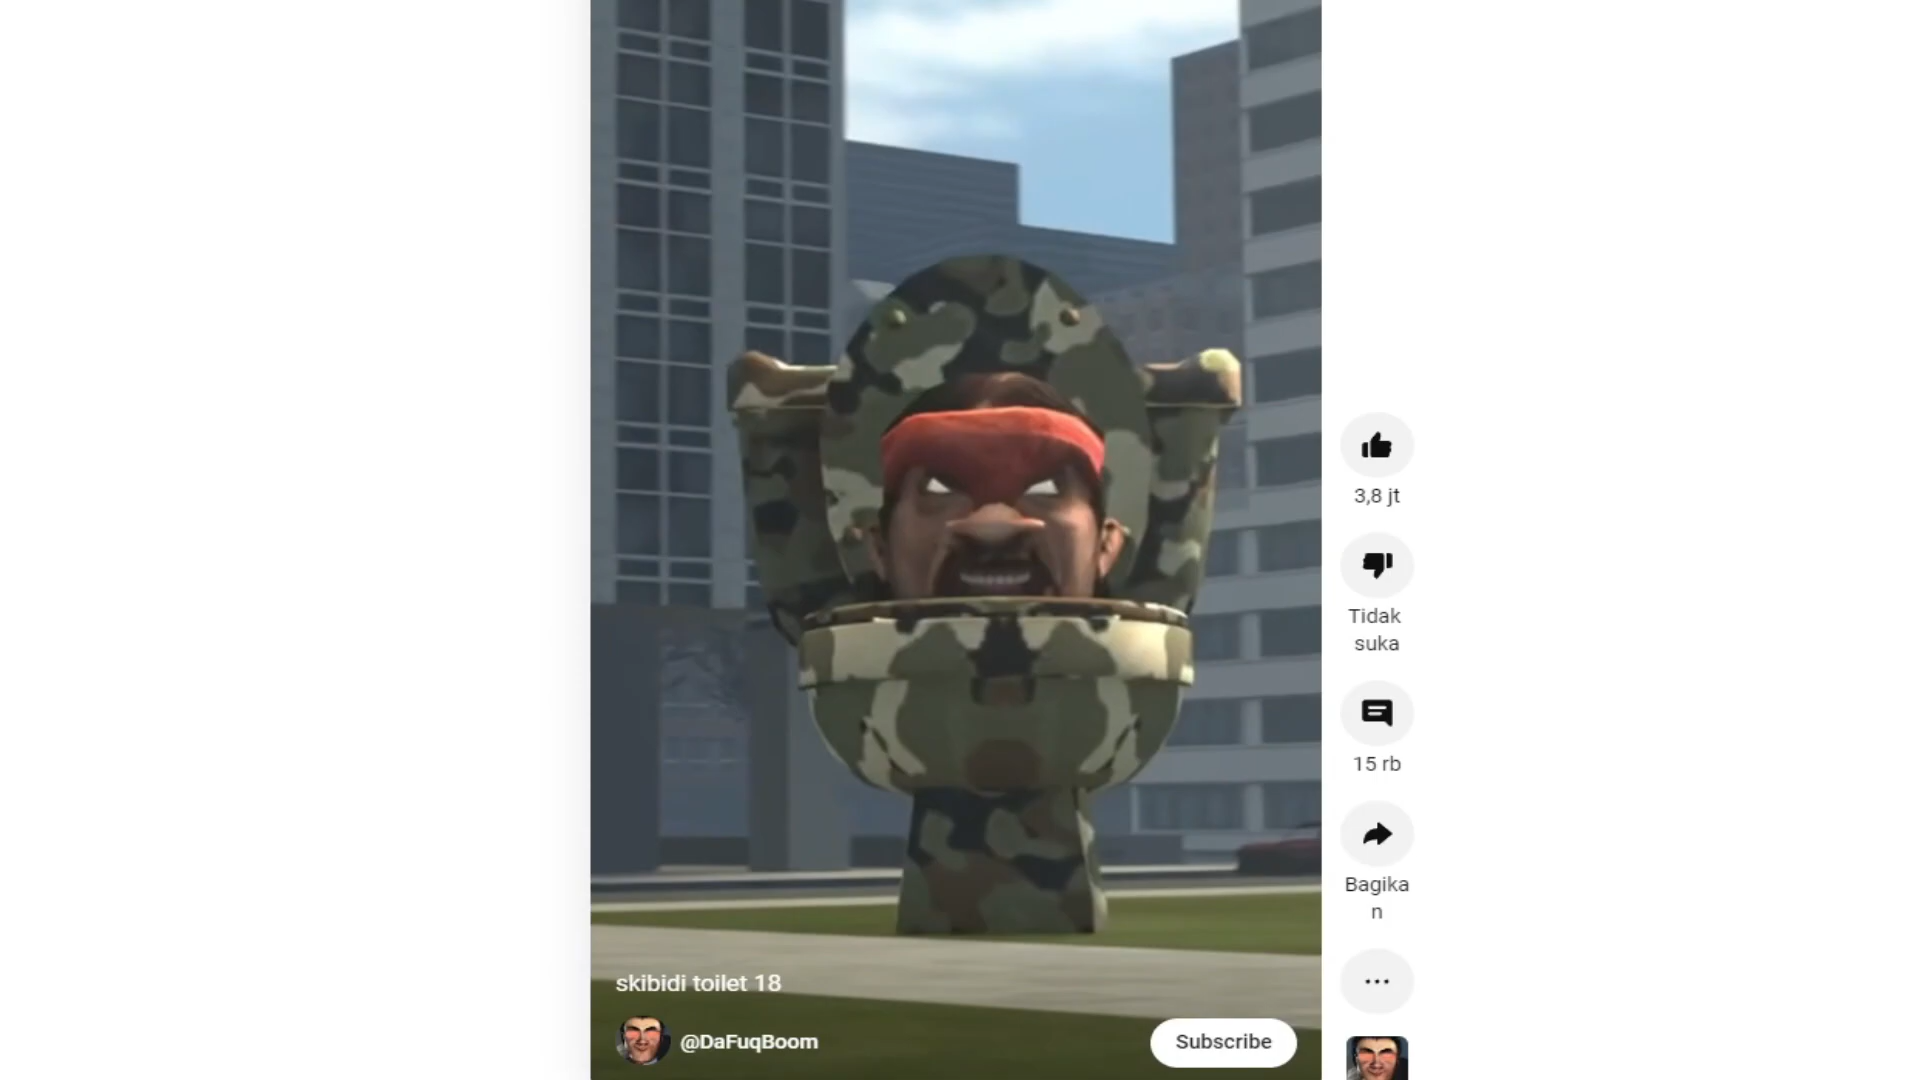 3,8 jt
Tidak
suka
15 rb
Bagika
n
skibidi toilet 18
@DaFuqBoom
Subscribe